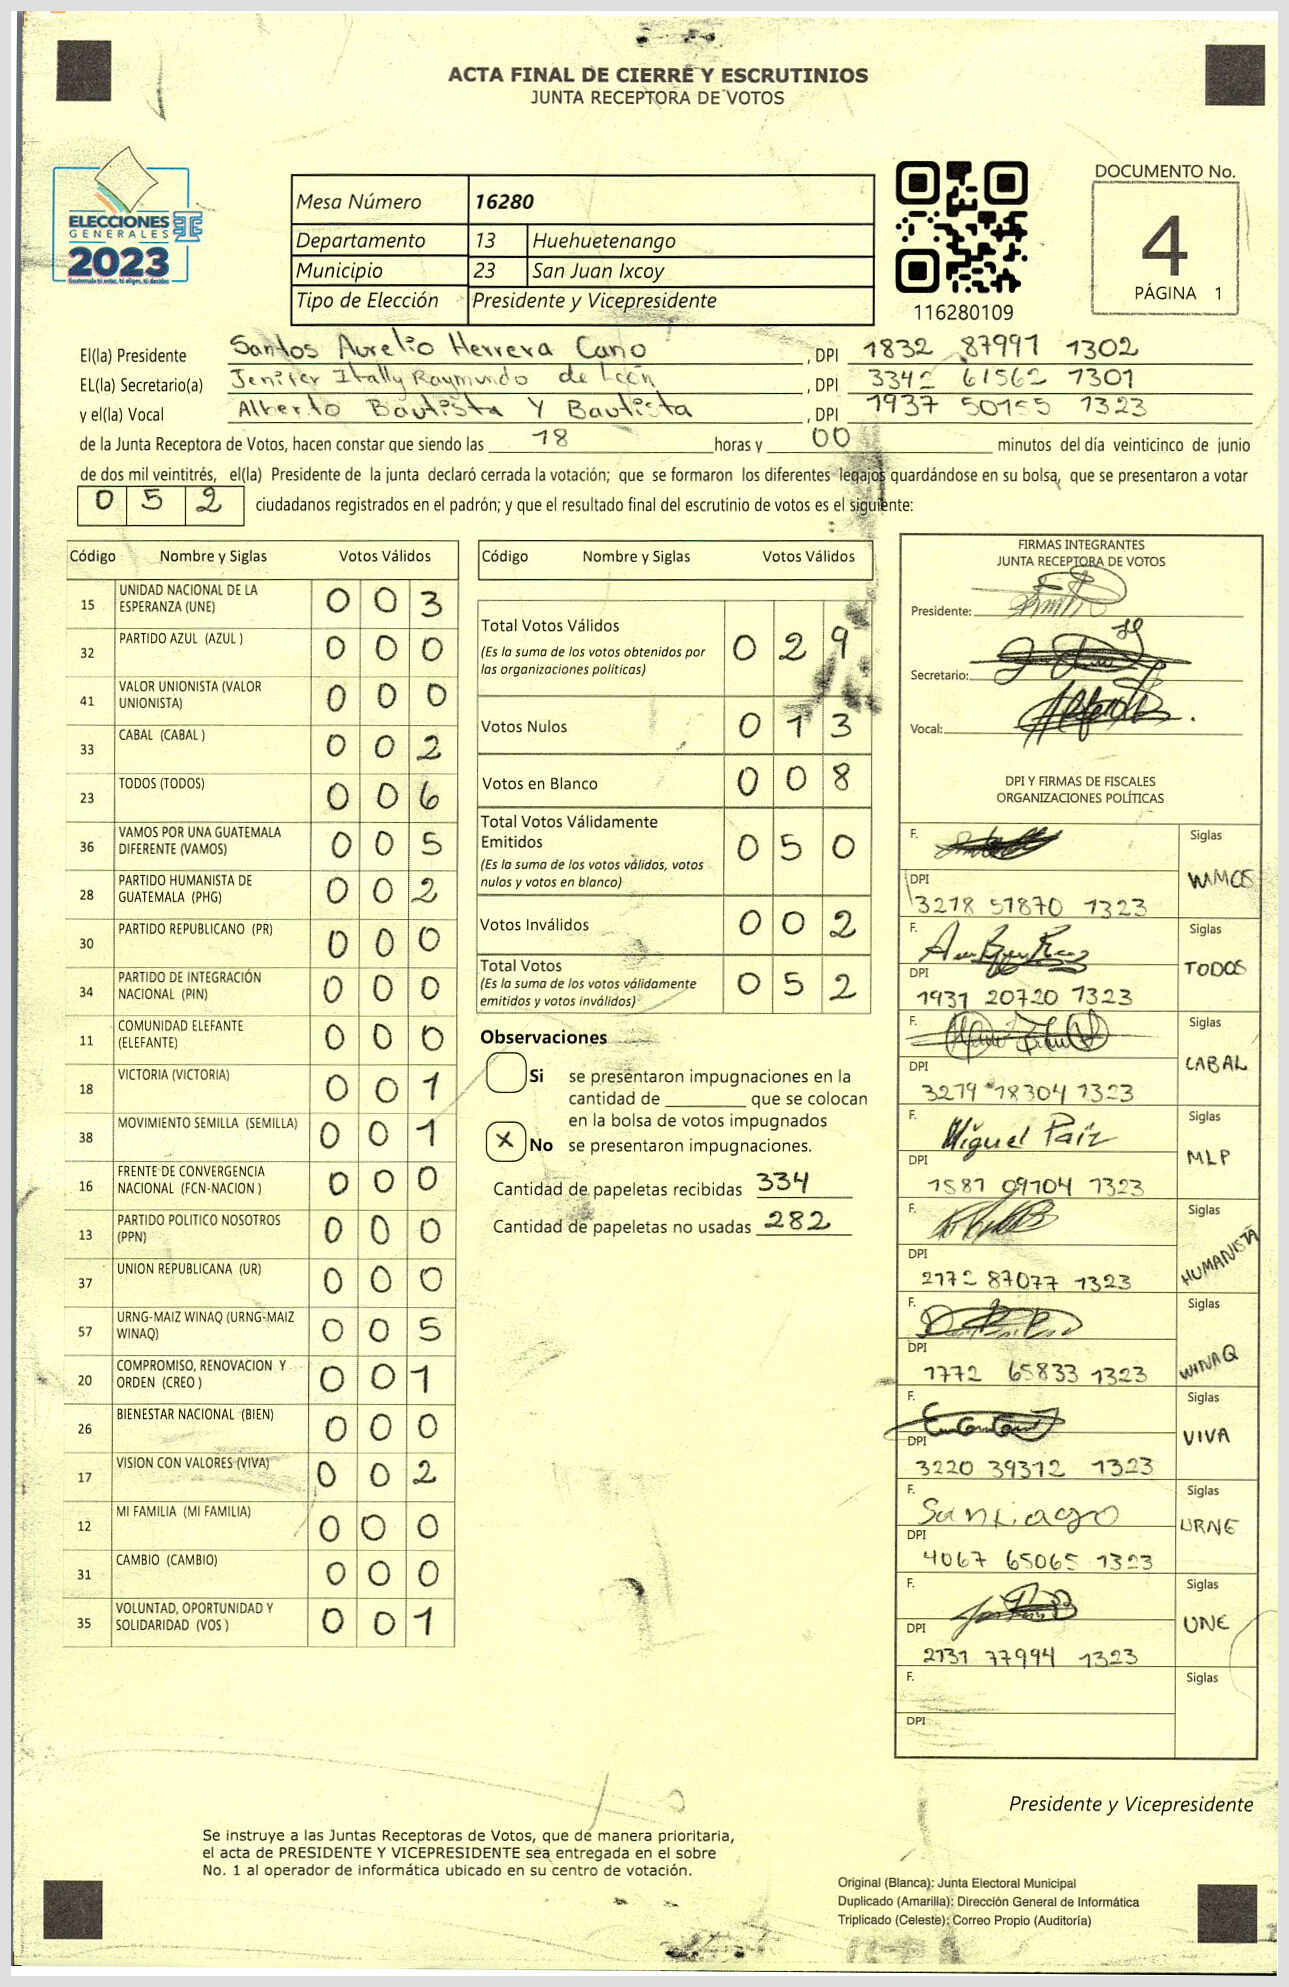 ACTA FINAL DE CIERRE Y ESCRUTINIOS
JUNTA RECEPTORA DE VOTOS
ELECCIONES
GENERALES
2023
Mesa Número 16280
Departamento 13 Huehuetenango
Municipio 23 San Juan Ixcoy
Tipo de Elección Presidente y Vicepresidente
116280109
DOCUMENTO No.
4
PÁGINA 1
El(la) Presidente Santos Aurelio Herrera Cano , DPI 1832 87991 1302
EL(la) Secretario(a) Jenifer Itally Raymundo de León , DPI 3342 61562 1301
y el(la) Vocal Alberto Bautista Y Bautista , DPI 1937 50155 1323
de la Junta Receptora de Votos, hacen constar que siendo las 18 horas y 00 minutos del día veinticinco de junio
de dos mil veintitrés, el(la) Presidente de la junta declaró cerrada la votación; que se formaron los diferentes legajos quardándose en su bolsa, que se presentaron a votar
0 5 2 ciudadanos registrados en el padrón; y que el resultado final del escrutinio de votos es el siguiente:
Código Nombre y Siglas Votos Válidos
15 UNIDAD NACIONAL DE LA ESPERANZA (UNE) 0 0 3
32 PARTIDO AZUL (AZUL ) 0 0 0
41 VALOR UNIONISTA (VALOR UNIONISTA) 0 0 0
33 CABAL (CABAL ) 0 0 2
23 TODOS (TODOS) 0 0 6
36 VAMOS POR UNA GUATEMALA DIFERENTE (VAMOS) 0 0 5
28 PARTIDO HUMANISTA DE GUATEMALA (PHG) 0 0 2
30 PARTIDO REPUBLICANO (PR) 0 0 0
34 PARTIDO DE INTEGRACIÓN NACIONAL (PIN) 0 0 0
11 COMUNIDAD ELEFANTE (ELEFANTE) 0 0 0
18 VICTORIA (VICTORIA) 0 0 1
38 MOVIMIENTO SEMILLA (SEMILLA) 0 0 1
16 FRENTE DE CONVERGENCIA NACIONAL (FCN-NACION ) 0 0 0
13 PARTIDO POLITICO NOSOTROS (PPN) 0 0 0
37 UNION REPUBLICANA (UR) 0 0 0
57 URNG-MAIZ WINAQ (URNG-MAIZ WINAQ) 0 0 5
20 COMPROMISO, RENOVACION Y ORDEN (CREO ) 0 0 1
26 BIENESTAR NACIONAL (BIEN) 0 0 0
17 VISION CON VALORES (VIVA) 0 0 2
12 MI FAMILIA (MI FAMILIA) 0 0 0
31 CAMBIO (CAMBIO) 0 0 0
35 VOLUNTAD, OPORTUNIDAD Y SOLIDARIDAD (VOS ) 0 0 1
Código Nombre y Siglas Votos Válidos
Total Votos Válidos 0 2 9
(Es la suma de los votos obtenidos por
las organizaciones políticas)
Votos Nulos 0 1 3
Votos en Blanco 0 0 8
Total Votos Válidamente
Emitidos 0 5 0
(Es la suma de los votos válidos, votos
nulos y votos en blanco)
Votos Inválidos 0 0 2
Total Votos 0 5 2
(Es la suma de los votos válidamente
emitidos y votos inválidos)
Observaciones
Si se presentaron impugnaciones en la
cantidad de ________ que se colocan
en la bolsa de votos impugnados
X No se presentaron impugnaciones.
Cantidad de papeletas recibidas 334
Cantidad de papeletas no usadas 282
FIRMAS INTEGRANTES
JUNTA RECEPTORA DE VOTOS
Presidente:
Secretario:
Vocal:
DPI Y FIRMAS DE FISCALES
ORGANIZACIONES POLÍTICAS
F. Siglas
DPI VAMOS
3218 51870 1323
F. Siglas
DPI TODOS
1931 20720 1323
F. Siglas
DPI CABAL
3219 18304 1323
F. Miguel Paiz Siglas
DPI MLP
1581 09104 1323
F. Siglas
DPI HUMANISTA
2172 87077 1323
F. Siglas
DPI WINAQ
1772 65833 1323
F. Siglas
DPI VIVA
3220 39312 1323
F. Santiago Siglas
DPI URNE
4067 65065 1323
F. Siglas
DPI UNE
2131 77994 1323
F. Siglas
DPI
Presidente y Vicepresidente
Se instruye a las Juntas Receptoras de Votos, que de manera prioritaria,
el acta de PRESIDENTE Y VICEPRESIDENTE sea entregada en el sobre
No. 1 al operador de informática ubicado en su centro de votación.
Original (Blanca): Junta Electoral Municipal
Duplicado (Amarilla): Dirección General de Informática
Triplicado (Celeste): Correo Propio (Auditoría)